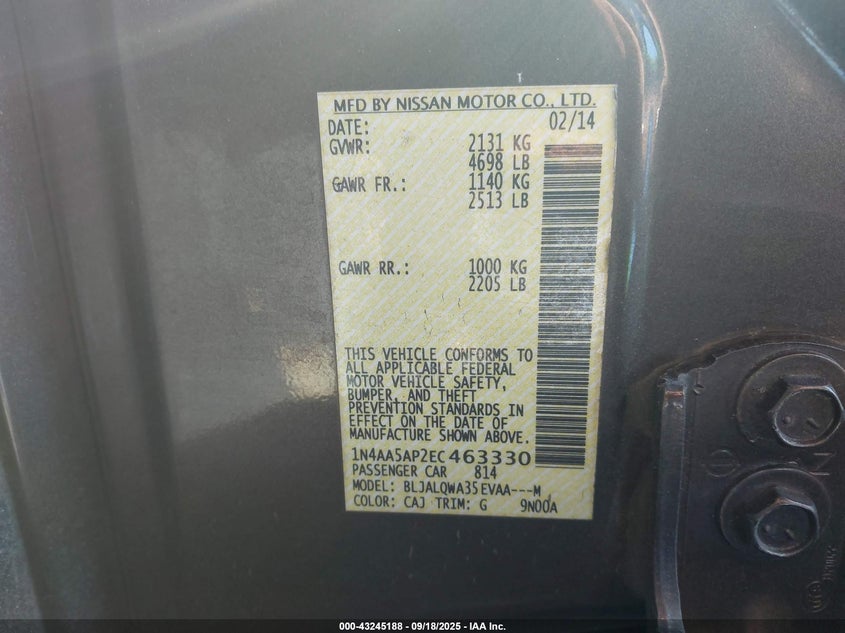 MFD BY NISSAN MOTOR CO., LTD.
DATE: 02/14
GVWR: 2131 KG
4698 LB
GAWR FR.: 1140 KG
2513 LB
GAWR RR.: 1000 KG
2205 LB
THIS VEHICLE CONFORMS TO
ALL APPLICABLE FEDERAL
MOTOR VEHICLE SAFETY,
BUMPER, AND THEFT
PREVENTION STANDARDS IN
EFFECT ON THE DATE OF
MANUFACTURE SHOWN ABOVE.
1N4AA5AP2EC463330
PASSENGER CAR 814
MODEL: BLJALQWA35EVAA---M
COLOR: CAJ TRIM: G 9N00A
N
000-43245188 - 09/18/2025 - IAA Inc.